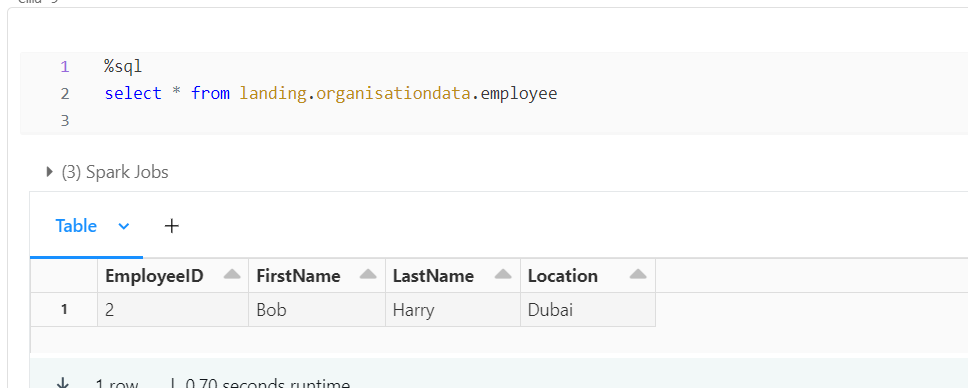 1 %sql
2 select * from landing.organisationdata.employee
3
(3) Spark Jobs
Table +
EmployeeID FirstName LastName Location
1 2 Bob Harry Dubai
1 row | 0.70 seconds runtime